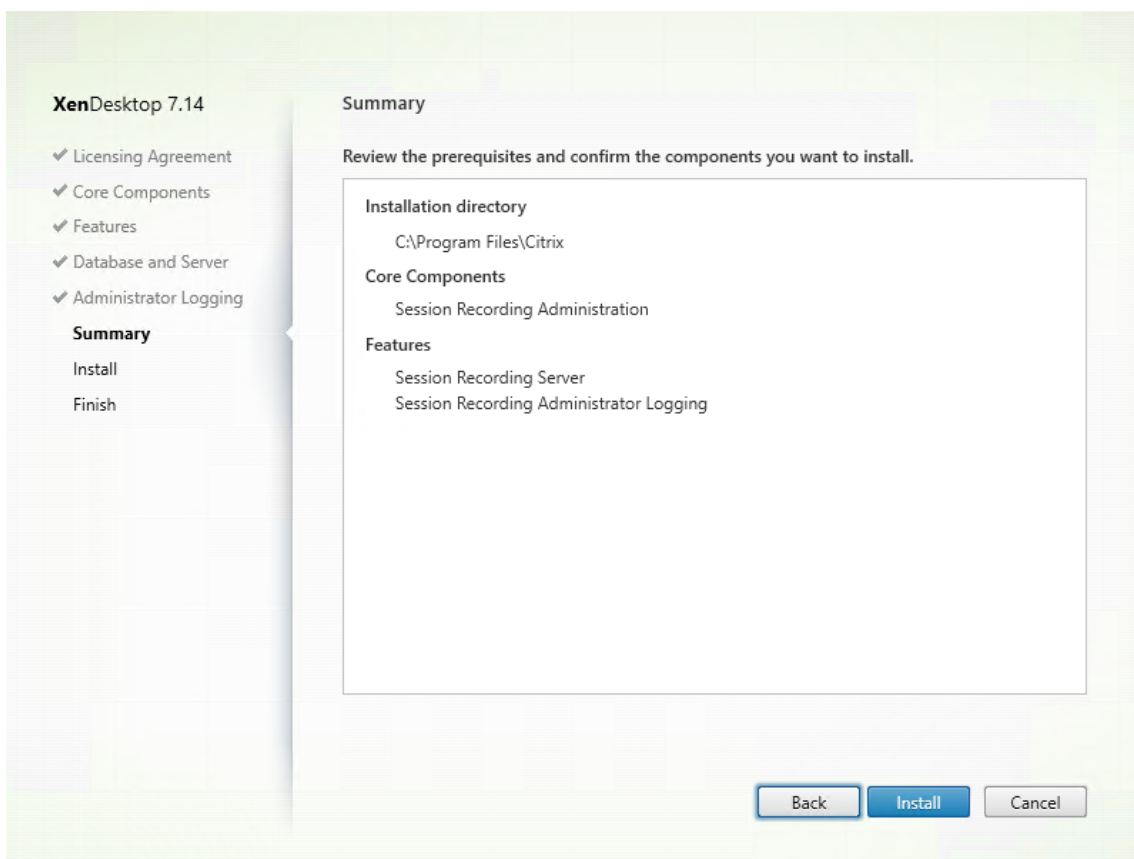 XenDesktop 7.14
Licensing Agreement
Core Components
Features
Database and Server
Administrator Logging
Summary
Install
Finish
Summary
Review the prerequisites and confirm the components you want to install.
Installation directory
C:\Program Files\Citrix
Core Components
Session Recording Administration
Features
Session Recording Server
Session Recording Administrator Logging
Back Install Cancel